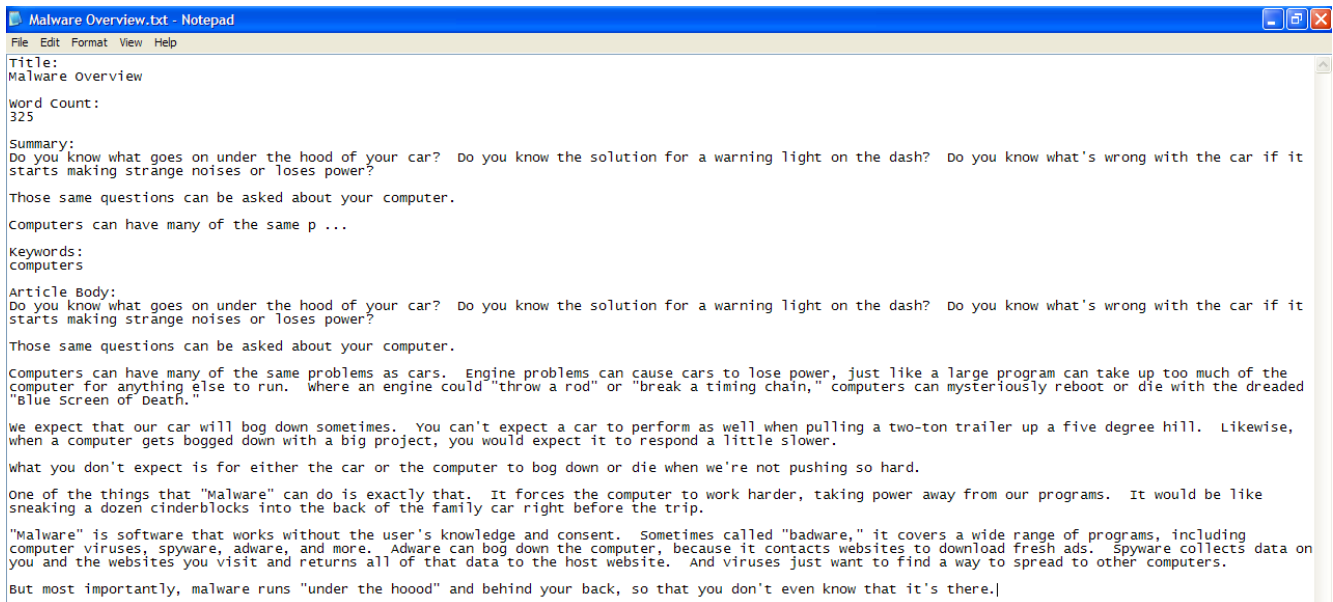 Malware Overview.txt - Notepad
File Edit Format View Help
Title:
Malware Overview
Word Count:
325
Summary:
Do you know what goes on under the hood of your car?  Do you know the solution for a warning light on the dash?  Do you know what's wrong with the car if it
starts making strange noises or loses power?
Those same questions can be asked about your computer.
Computers can have many of the same p ...
Keywords:
computers
Article Body:
Do you know what goes on under the hood of your car?  Do you know the solution for a warning light on the dash?  Do you know what's wrong with the car if it
starts making strange noises or loses power?
Those same questions can be asked about your computer.
Computers can have many of the same problems as cars.  Engine problems can cause cars to lose power, just like a large program can take up too much of the
computer for anything else to run.  Where an engine could "throw a rod" or "break a timing chain," computers can mysteriously reboot or die with the dreaded
"Blue Screen of Death."
We expect that our car will bog down sometimes.  You can't expect a car to perform as well when pulling a two-ton trailer up a five degree hill.  Likewise,
when a computer gets bogged down with a big project, you would expect it to respond a little slower.
What you don't expect is for either the car or the computer to bog down or die when we're not pushing so hard.
One of the things that "Malware" can do is exactly that.  It forces the computer to work harder, taking power away from our programs.  It would be like
sneaking a dozen cinderblocks into the back of the family car right before the trip.
"Malware" is software that works without the user's knowledge and consent.  Sometimes called "badware," it covers a wide range of programs, including
computer viruses, spyware, adware, and more.  Adware can bog down the computer, because it contacts websites to download fresh ads.  Spyware collects data on
you and the websites you visit and returns all of that data to the host website.  And viruses just want to find a way to spread to other computers.
But most importantly, malware runs "under the hoood" and behind your back, so that you don't even know that it's there.